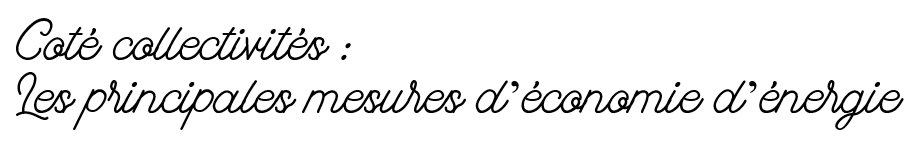 Coté collectivités :
Les principales mesures d'économie d'énergie